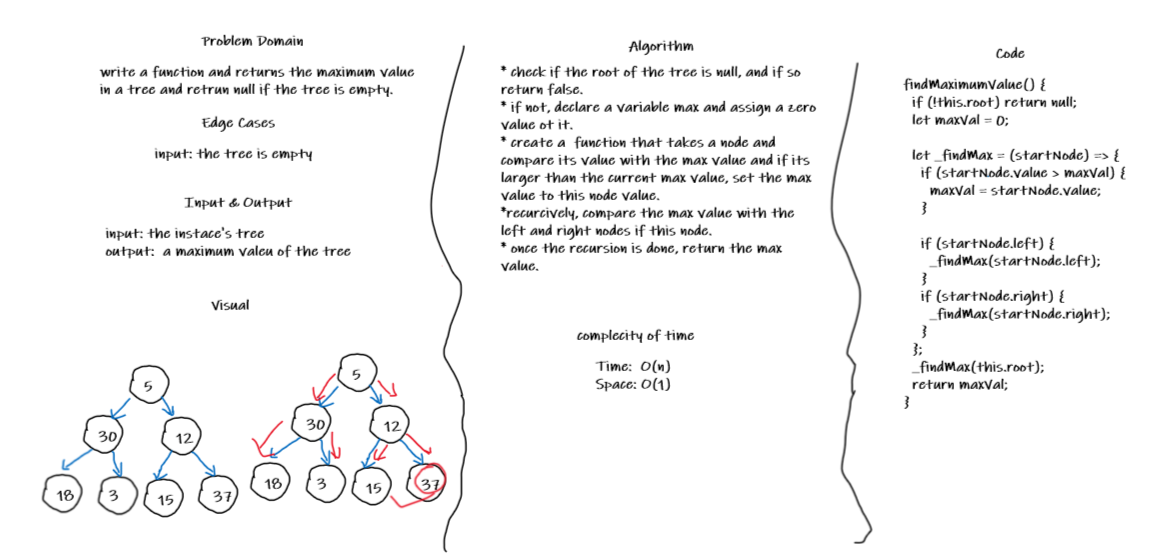 Problem Domain
write a function and returns the maximum value
in a tree and retrun null if the tree is empty.
Edge Cases
input: the tree is empty
Input & Output
input: the instace's tree
output: a maximum valeu of the tree
Visual
5
30
12
18
3
15
37
5
30
12
18
3
15
37
Algorithm
* check if the root of the tree is null, and if so
return false.
* if not, declare a variable max and assign a zero
value ot it.
* create a function that takes a node and
compare its value with the max value and if its
larger than the current max value, set the max
value to this node value.
*recurcively, compare the max value with the
left and right nodes if this node.
* once the recursion is done, return the max
value.
complecity of time
Time: O(n)
Space: O(1)
Code
findMaximumValue() {
if (!this.root) return null;
let maxVal = 0;
let _findMax = (startNode) => {
if (startNode.value > maxVal) {
maxVal = startNode.value;
}
if (startNode.left) {
_findMax(startNode.left);
}
if (startNode.right) {
_findMax(startNode.right);
}
};
_findMax(this.root);
return maxVal;
}